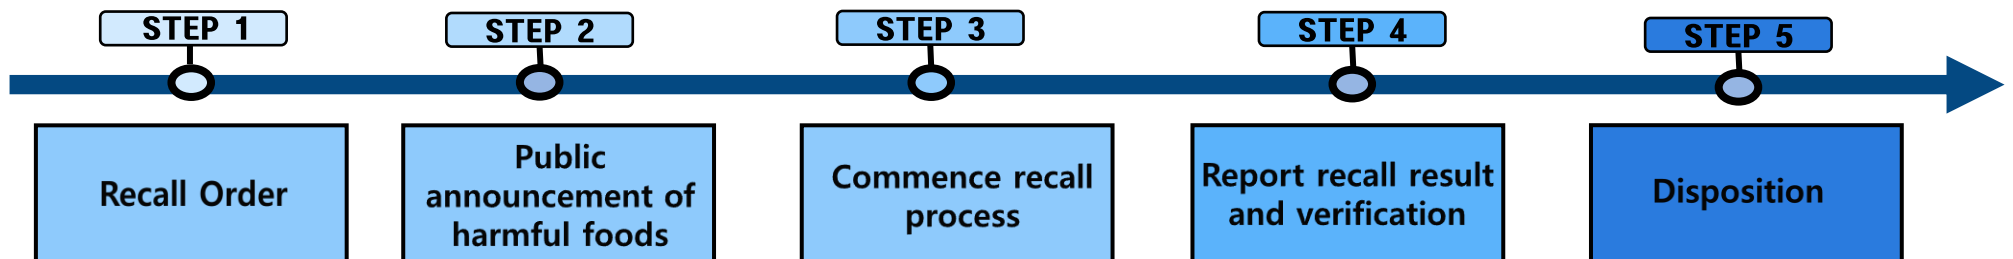 STEP 1
STEP 2
STEP 3
STEP 4
STEP 5
Recall Order
Public
announcement of
harmful foods
Commence recall
process
Report recall result
and verification
Disposition